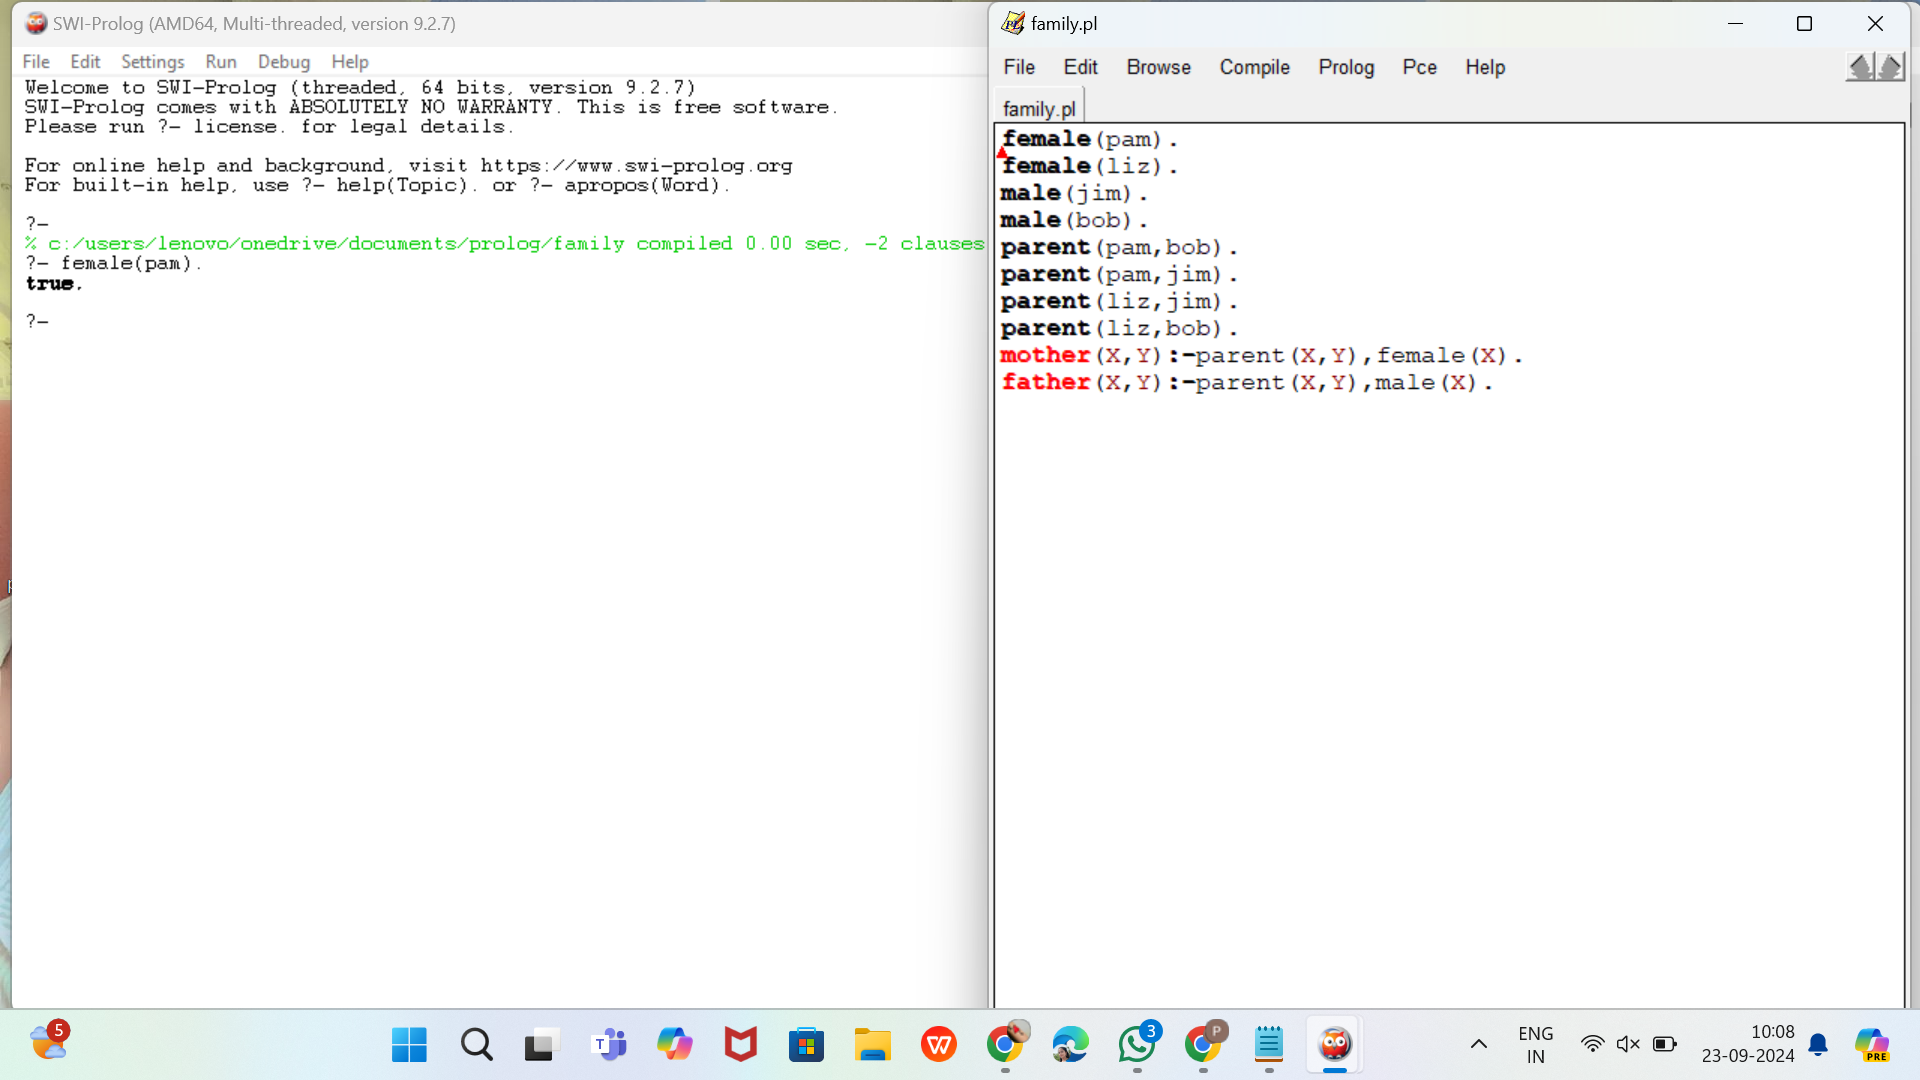 SWI-Prolog (AMD64, Multi-threaded, version 9.2.7)
File Edit Settings Run Debug Help
Welcome to SWI-Prolog (threaded, 64 bits, version 9.2.7)
SWI-Prolog comes with ABSOLUTELY NO WARRANTY. This is free software.
Please run ?- license. for legal details.
For online help and background, visit https://www.swi-prolog.org
For built-in help, use ?- help(Topic). or ?- apropos(Word).
?-
% c:/users/lenovo/onedrive/documents/prolog/family compiled 0.00 sec, -2 clauses
?- female(pam).
true.
?-
family.pl
File Edit Browse Compile Prolog Pce Help
family.pl
female(pam).
female(liz).
male(jim).
male(bob).
parent(pam,bob).
parent(pam,jim).
parent(liz,jim).
parent(liz,bob).
mother(X,Y):-parent(X,Y),female(X).
father(X,Y):-parent(X,Y),male(X).
5
T
W
3
P
ENG
IN
10:08
23-09-2024
PRE